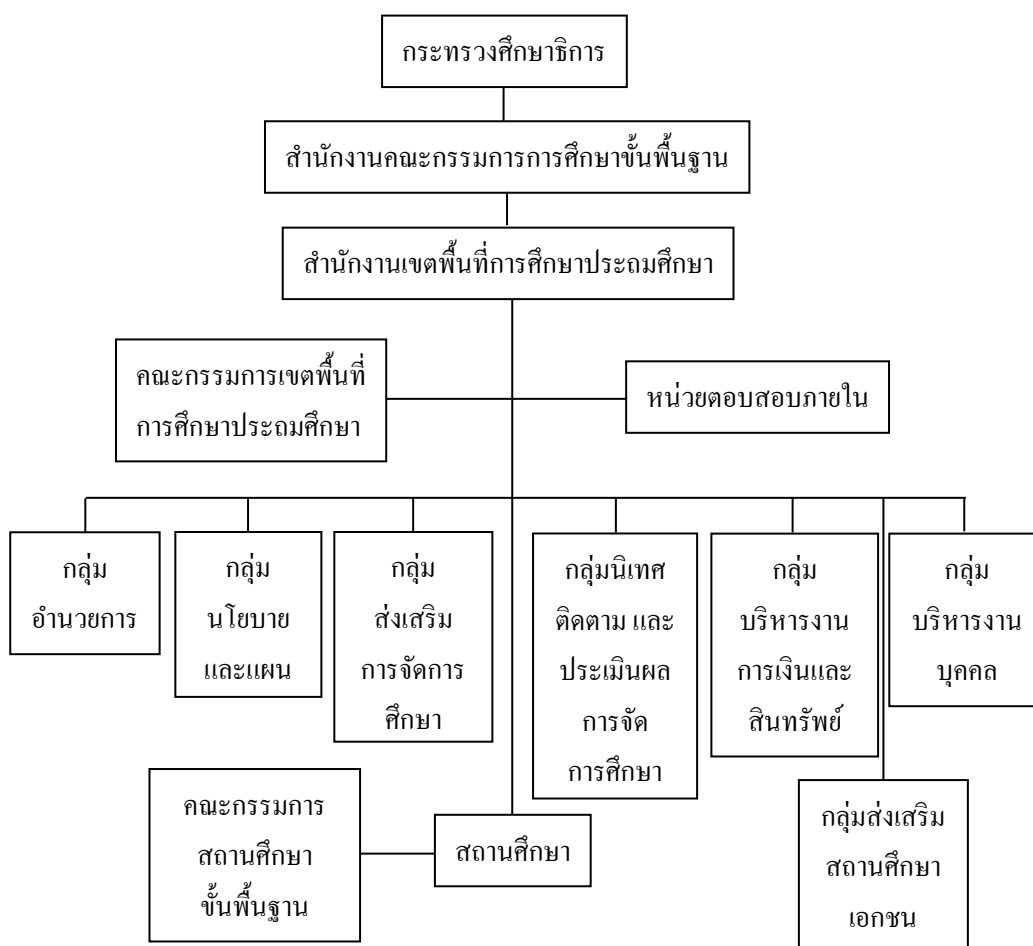 กระทรวงศึกษาธิการ
สำนักงานคณะกรรมการการศึกษาขั้นพื้นฐาน
สำนักงานเขตพื้นที่การศึกษาประถมศึกษา
คณะกรรมการเขตพื้นที่
การศึกษาประถมศึกษา
หน่วยตอบสอบภายใน
กลุ่ม
อำนวยการ
กลุ่ม
นโยบาย
และแผน
กลุ่ม
ส่งเสริม
การจัดการ
ศึกษา
กลุ่มนิเทศ
ติดตาม และ
ประเมินผล
การจัด
การศึกษา
กลุ่ม
บริหารงาน
การเงินและ
สินทรัพย์
กลุ่ม
บริหารงาน
บุคคล
คณะกรรมการ
สถานศึกษา
ขั้นพื้นฐาน
สถานศึกษา
กลุ่มส่งเสริม
สถานศึกษา
เอกชน